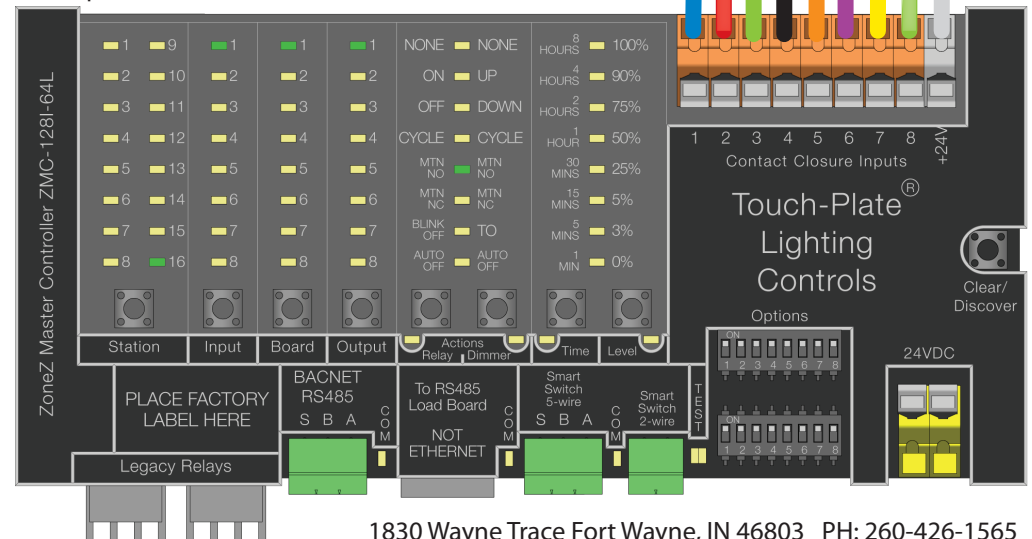 ZoneZ Master Controller ZMC-128I-64L
1 9 1 1 1 NONE NONE 8 HOURS 100%
2 10 2 2 2 ON UP 4 HOURS 90%
3 11 3 3 3 OFF DOWN 2 HOURS 75%
4 12 4 4 4 CYCLE CYCLE 1 HOUR 50%
5 13 5 5 5 MTN NO MTN NO 30 MINS 25%
6 14 6 6 6 MTN NC MTN NC 15 MINS 5%
7 15 7 7 7 BLINK OFF TO 5 MINS 3%
8 16 8 8 8 AUTO OFF AUTO OFF 1 MIN 0%
Station Input Board Output Actions Relay Dimmer Time Level
1 2 3 4 5 6 7 8 +24V
Contact Closure Inputs
Touch-Plate®
Lighting
Controls
Clear/
Discover
Options
ON
1 2 3 4 5 6 7 8
ON
1 2 3 4 5 6 7 8
24VDC
PLACE FACTORY
LABEL HERE
Legacy Relays
BACNET
RS485
S B A
COM
To RS485
Load Board
NOT
ETHERNET
COM
Smart
Switch
5-wire
S B A
COM
Smart
Switch
2-wire
TEST
1830 Wayne Trace Fort Wayne, IN 46803 PH: 260-426-1565